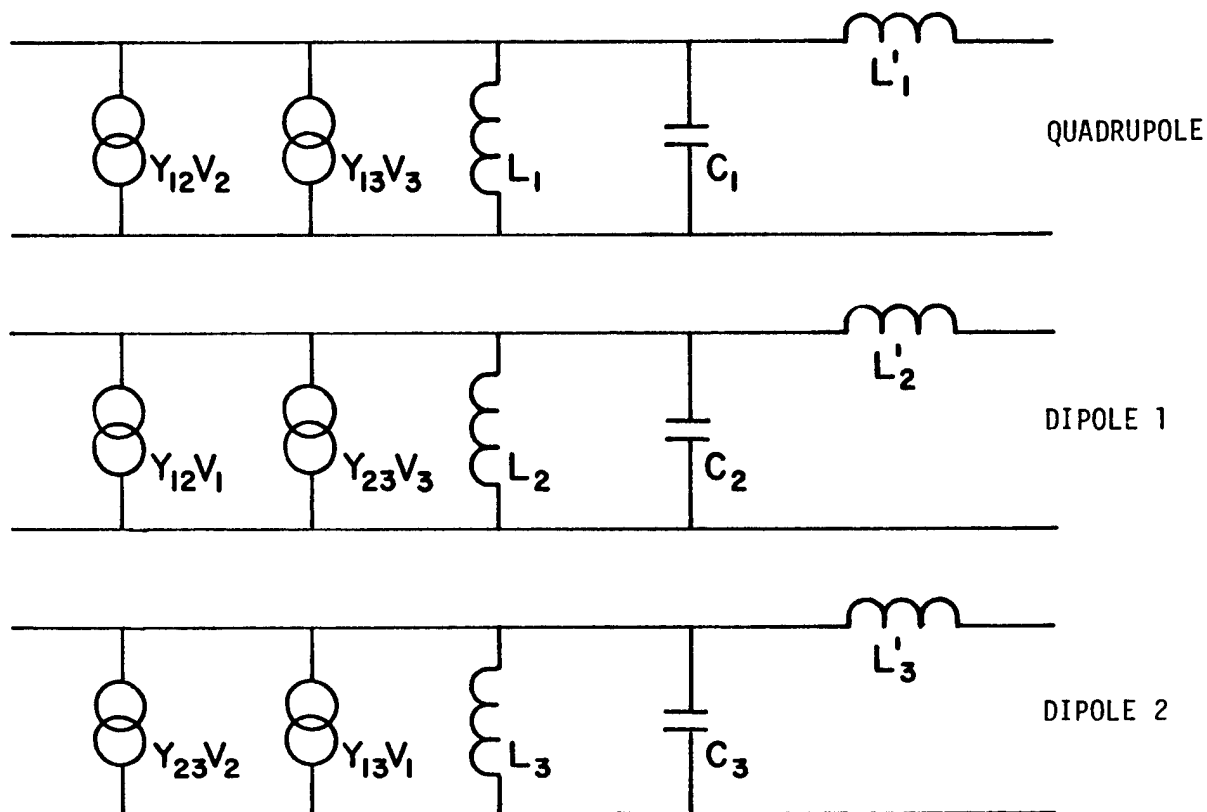 L'₁
QUADRUPOLE
Y₁₂V₂
Y₁₃V₃
L₁
C₁
L'₂
DIPOLE 1
Y₁₂V₁
Y₂₃V₃
L₂
C₂
L'₃
DIPOLE 2
Y₂₃V₂
Y₁₃V₁
L₃
C₃